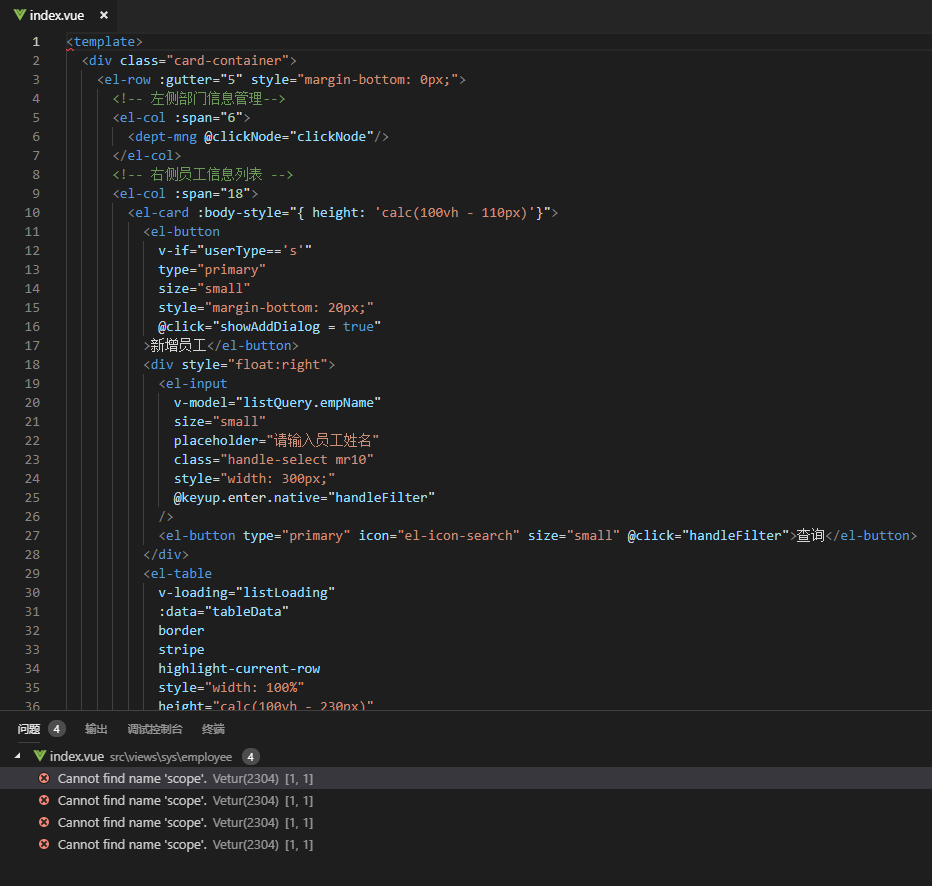 index.vue ×
1 <template>
2 <div class="card-container">
3 <el-row :gutter="5" style="margin-bottom: 0px;">
4 <!-- 左侧部门信息管理-->
5 <el-col :span="6">
6 <dept-mng @clickNode="clickNode"/>
7 </el-col>
8 <!-- 右侧员工信息列表 -->
9 <el-col :span="18">
10 <el-card :body-style="{ height: 'calc(100vh - 110px)'}">
11 <el-button
12 v-if="userType=='s'"
13 type="primary"
14 size="small"
15 style="margin-bottom: 20px;"
16 @click="showAddDialog = true"
17 >新增员工</el-button>
18 <div style="float:right">
19 <el-input
20 v-model="listQuery.empName"
21 size="small"
22 placeholder="请输入员工姓名"
23 class="handle-select mr10"
24 style="width: 300px;"
25 @keyup.enter.native="handleFilter"
26 />
27 <el-button type="primary" icon="el-icon-search" size="small" @click="handleFilter">查询</el-button>
28 </div>
29 <el-table
30 v-loading="listLoading"
31 :data="tableData"
32 border
33 stripe
34 highlight-current-row
35 style="width: 100%"
36 height="calc(100vh - 230px)"
问题 4 输出 调试控制台 终端
index.vue src\views\sys\employee 4
Cannot find name 'scope'. Vetur(2304) [1, 1]
Cannot find name 'scope'. Vetur(2304) [1, 1]
Cannot find name 'scope'. Vetur(2304) [1, 1]
Cannot find name 'scope'. Vetur(2304) [1, 1]